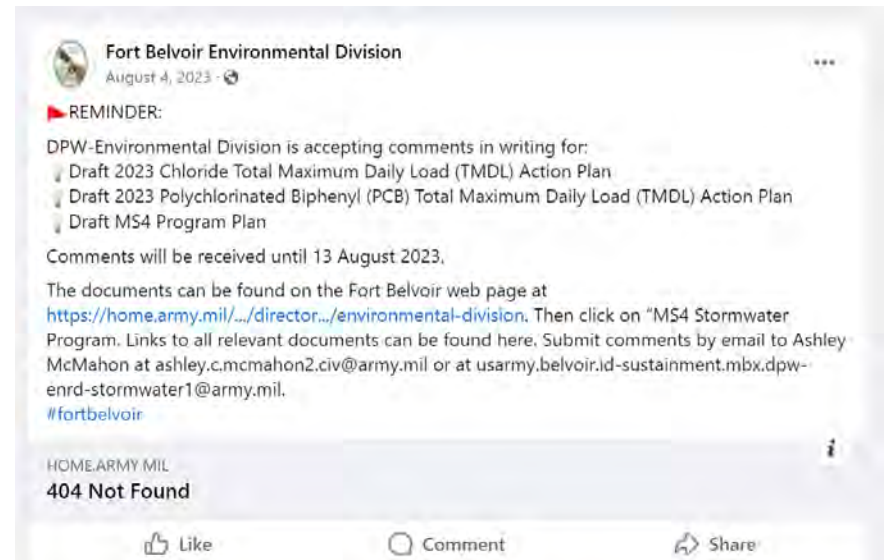 Fort Belvoir Environmental Division
August 4, 2023 ·
REMINDER:
DPW-Environmental Division is accepting comments in writing for:
Draft 2023 Chloride Total Maximum Daily Load (TMDL) Action Plan
Draft 2023 Polychlorinated Biphenyl (PCB) Total Maximum Daily Load (TMDL) Action Plan
Draft MS4 Program Plan
Comments will be received until 13 August 2023.
The documents can be found on the Fort Belvoir web page at
https://home.army.mil/.../director.../environmental-division. Then click on "MS4 Stormwater
Program. Links to all relevant documents can be found here. Submit comments by email to Ashley
McMahon at ashley.c.mcmahon2.civ@army.mil or at usarmy.belvoir.id-sustainment.mbx.dpw-
enrd-stormwater1@army.mil.
#fortbelvoir
HOME.ARMY.MIL
404 Not Found
Like Comment Share